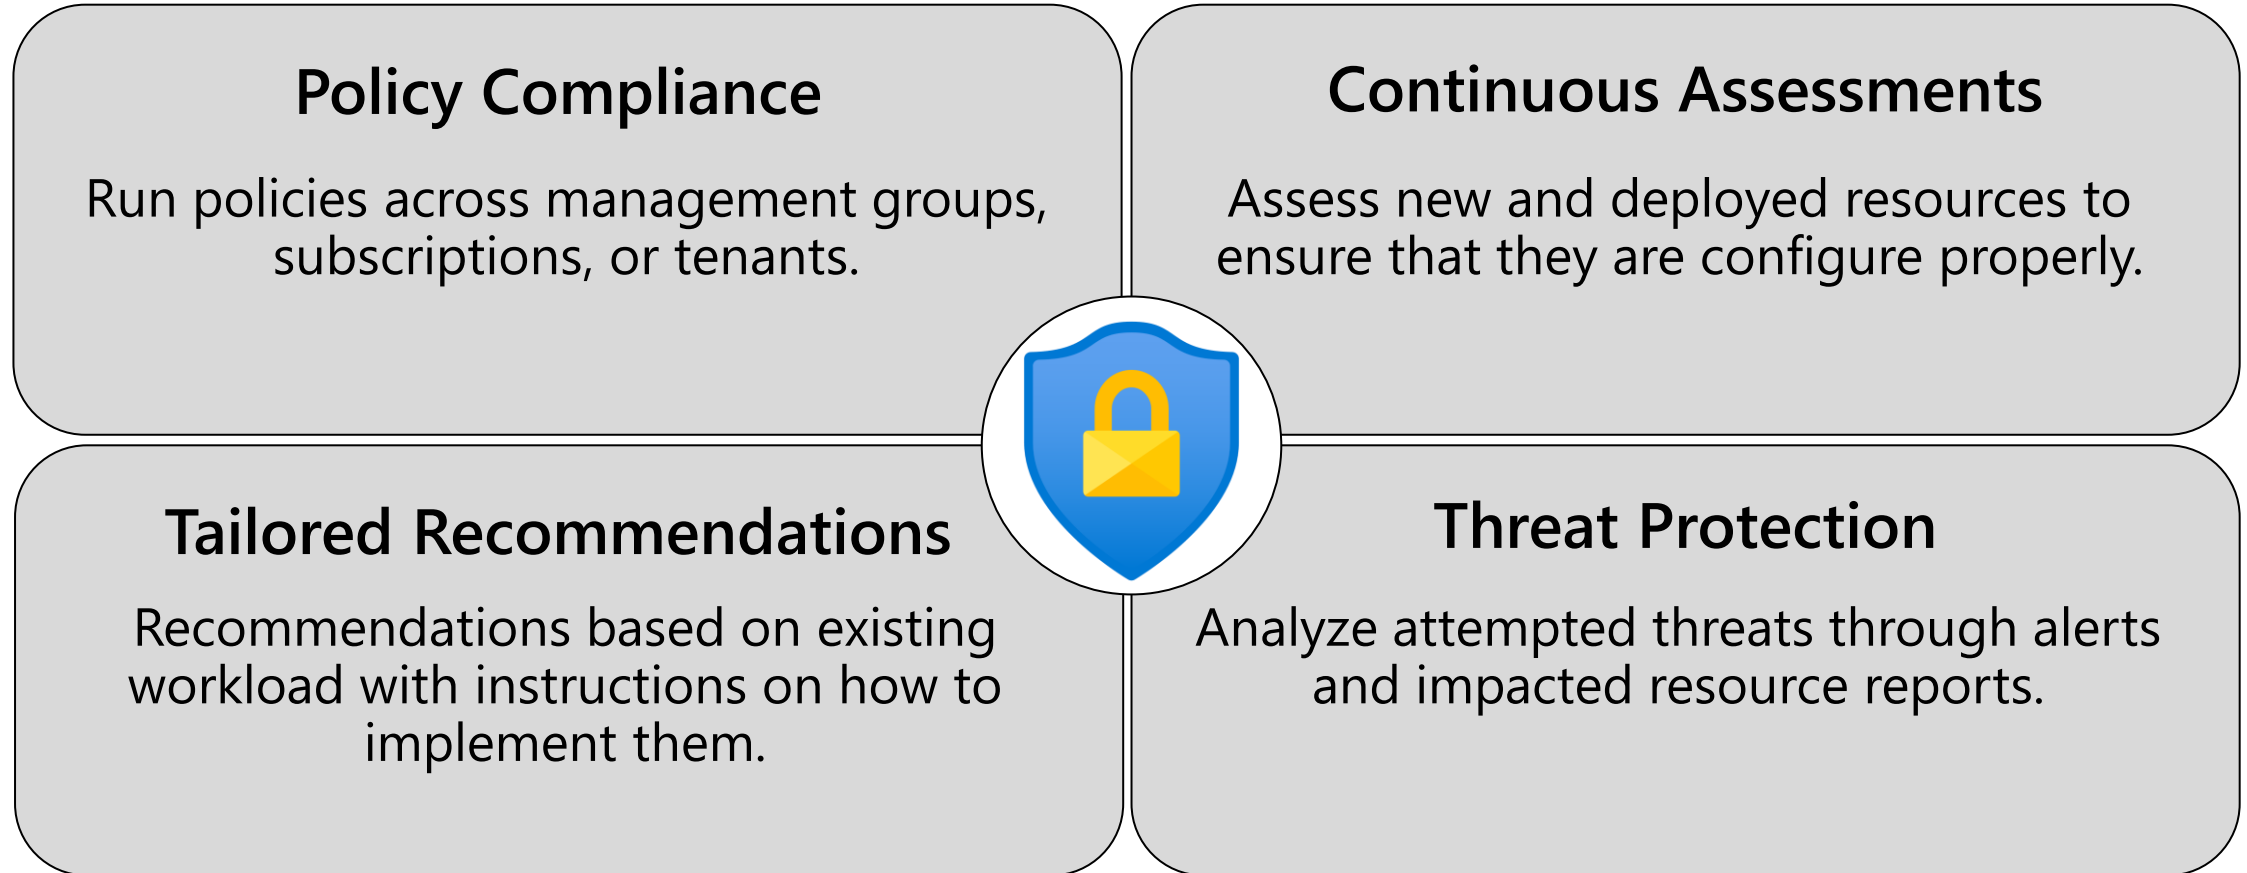 Policy Compliance
Run policies across management groups,
subscriptions, or tenants.
Continuous Assessments
Assess new and deployed resources to
ensure that they are configure properly.
Tailored Recommendations
Recommendations based on existing
workload with instructions on how to
implement them.
Threat Protection
Analyze attempted threats through alerts
and impacted resource reports.